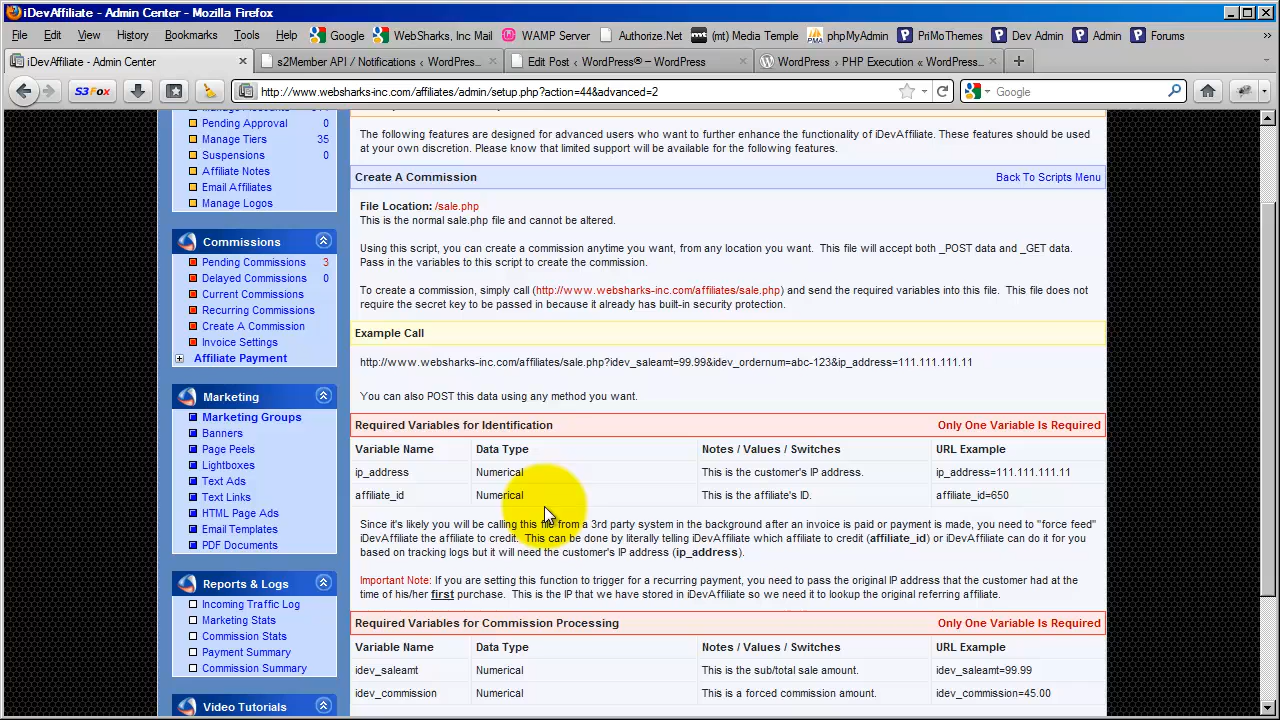 iDevAffiliate - Admin Center - Mozilla Firefox
File Edit View History Bookmarks Tools Help Google WebSharks, Inc Mail WAMP Server Authorize.Net (mt) Media Temple phpMyAdmin PriMoThemes Dev Admin Admin Forums
iDevAffiliate - Admin Center s2Member API / Notifications ‹ WordPress... Edit Post ‹ WordPress® – WordPress WordPress › PHP Execution « WordPress...
S3Fox http://www.websharks-inc.com/affiliates/admin/setup.php?action=44&advanced=2 Google
Pending Approval 0
Manage Tiers 35
Suspensions 0
Affiliate Notes
Email Affiliates
Manage Logos
Commissions
Pending Commissions 3
Delayed Commissions 0
Current Commissions
Recurring Commissions
Create A Commission
Invoice Settings
Affiliate Payment
Marketing
Marketing Groups
Banners
Page Peels
Lightboxes
Text Ads
Text Links
HTML Page Ads
Email Templates
PDF Documents
Reports & Logs
Incoming Traffic Log
Marketing Stats
Commission Stats
Payment Summary
Commission Summary
Video Tutorials
The following features are designed for advanced users who want to further enhance the functionality of iDevAffiliate. These features should be used
at your own discretion. Please know that limited support will be available for the following features.
Create A Commission Back To Scripts Menu
File Location: /sale.php
This is the normal sale.php file and cannot be altered.
Using this script, you can create a commission anytime you want, from any location you want. This file will accept both _POST data and _GET data.
Pass in the variables to this script to create the commission.
To create a commission, simply call (http://www.websharks-inc.com/affiliates/sale.php) and send the required variables into this file. This file does not
require the secret key to be passed in because it already has built-in security protection.
Example Call
http://www.websharks-inc.com/affiliates/sale.php?idev_saleamt=99.99&idev_ordernum=abc-123&ip_address=111.111.111.11
You can also POST this data using any method you want.
Required Variables for Identification Only One Variable Is Required
Variable Name Data Type Notes / Values / Switches URL Example
ip_address Numerical This is the customer's IP address. ip_address=111.111.111.11
affiliate_id Numerical This is the affiliate's ID. affiliate_id=650
Since it's likely you will be calling this file from a 3rd party system in the background after an invoice is paid or payment is made, you need to "force feed"
iDevAffiliate the affiliate to credit. This can be done by literally telling iDevAffiliate which affiliate to credit (affiliate_id) or iDevAffiliate can do it for you
based on tracking logs but it will need the customer's IP address (ip_address).
Important Note: If you are setting this function to trigger for a recurring payment, you need to pass the original IP address that the customer had at the
time of his/her first purchase. This is the IP that we have stored in iDevAffiliate so we need it to lookup the original referring affiliate.
Required Variables for Commission Processing Only One Variable Is Required
Variable Name Data Type Notes / Values / Switches URL Example
idev_saleamt Numerical This is the sub/total sale amount. idev_saleamt=99.99
idev_commission Numerical This is a forced commission amount. idev_commission=45.00